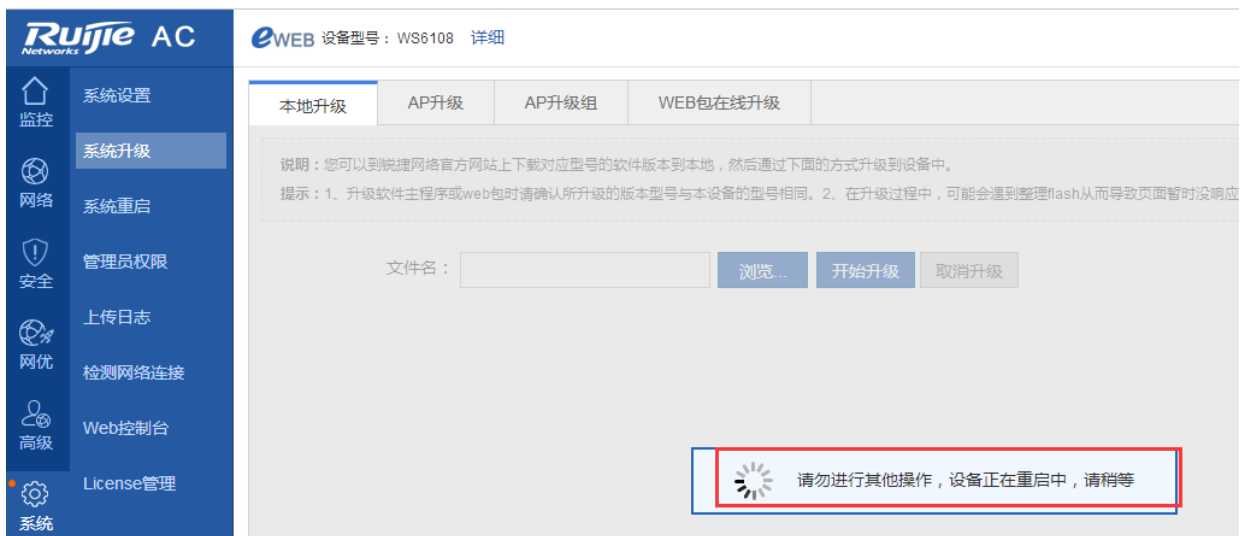 Ruijie AC
Networks
eWEB 设备型号：WS6108 详细
监控
网络
安全
网优
高级
系统
系统设置
系统升级
系统重启
管理员权限
上传日志
检测网络连接
Web控制台
License管理
本地升级 AP升级 AP升级组 WEB包在线升级
说明：您可以到锐捷网络官方网站上下载对应型号的软件版本到本地，然后通过下面的方式升级到设备中。
提示：1、升级软件主程序或web包时请确认所升级的版本型号与本设备的型号相同。2、在升级过程中，可能会遇到整理flash从而导致页面暂时没响应
文件名： 浏览... 开始升级 取消升级
请勿进行其他操作，设备正在重启中，请稍等